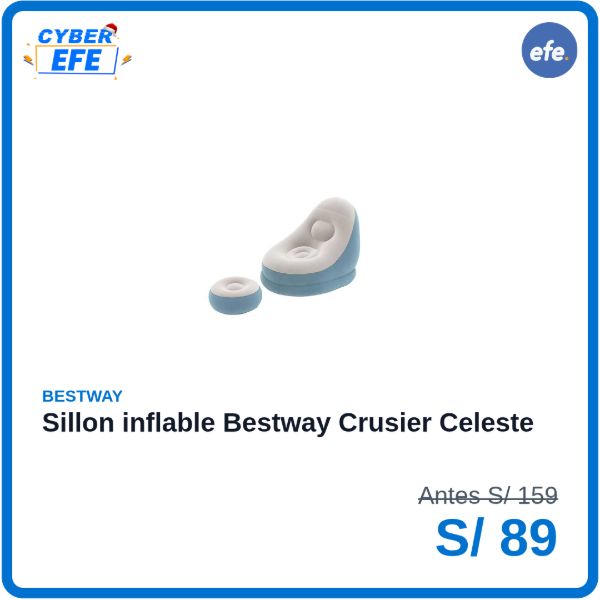 CYBER
EFE
efe.
BESTWAY
Sillon inflable Bestway Crusier Celeste
Antes S/ 159
S/ 89